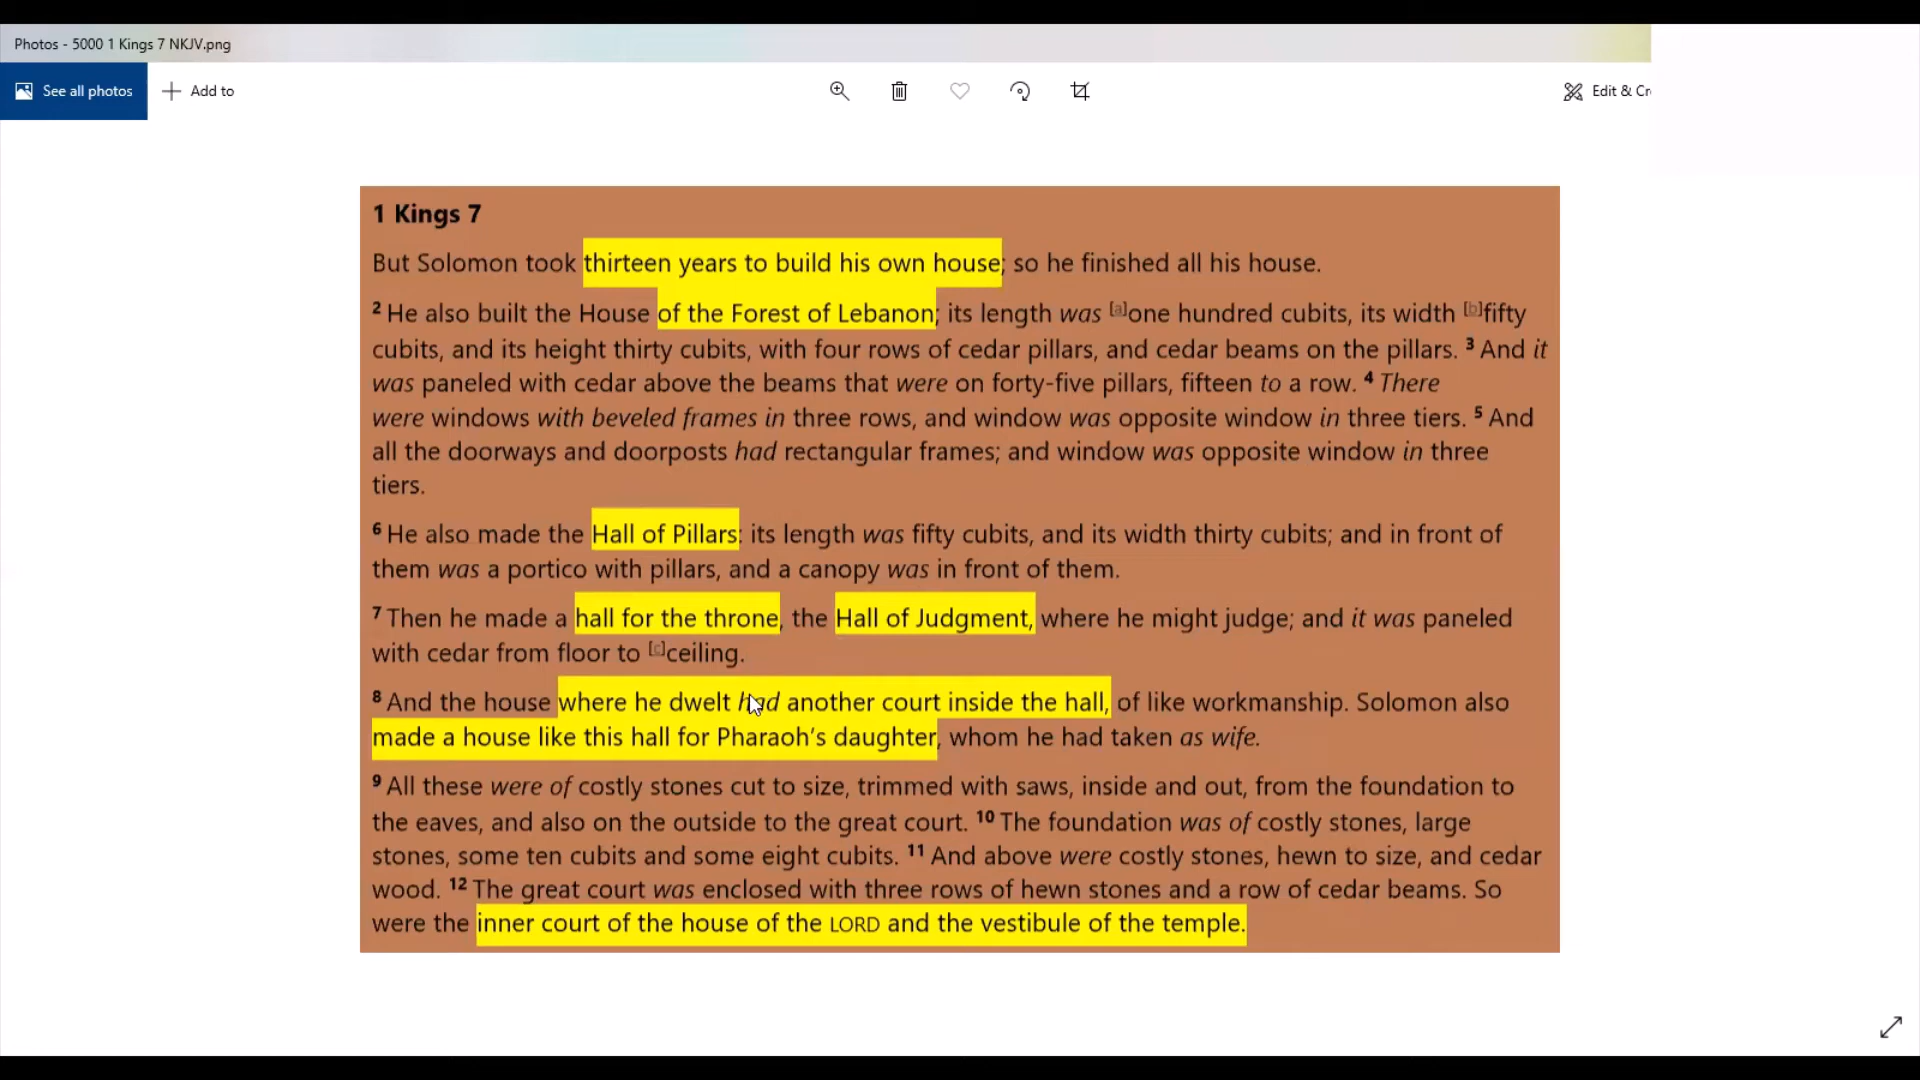 Photos - 5000 1 Kings 7 NKJV.png
See all photos
Add to
Edit & Cr
1 Kings 7
But Solomon took thirteen years to build his own house; so he finished all his house.
2 He also built the House of the Forest of Lebanon; its length was [a]one hundred cubits, its width [b]fifty
cubits, and its height thirty cubits, with four rows of cedar pillars, and cedar beams on the pillars. 3 And it
was paneled with cedar above the beams that were on forty-five pillars, fifteen to a row. 4 There
were windows with beveled frames in three rows, and window was opposite window in three tiers. 5 And
all the doorways and doorposts had rectangular frames; and window was opposite window in three
tiers.
6 He also made the Hall of Pillars: its length was fifty cubits, and its width thirty cubits; and in front of
them was a portico with pillars, and a canopy was in front of them.
7 Then he made a hall for the throne, the Hall of Judgment, where he might judge; and it was paneled
with cedar from floor to [c]ceiling.
8 And the house where he dwelt had another court inside the hall, of like workmanship. Solomon also
made a house like this hall for Pharaoh’s daughter, whom he had taken as wife.
9 All these were of costly stones cut to size, trimmed with saws, inside and out, from the foundation to
the eaves, and also on the outside to the great court. 10 The foundation was of costly stones, large
stones, some ten cubits and some eight cubits. 11 And above were costly stones, hewn to size, and cedar
wood. 12 The great court was enclosed with three rows of hewn stones and a row of cedar beams. So
were the inner court of the house of the LORD and the vestibule of the temple.